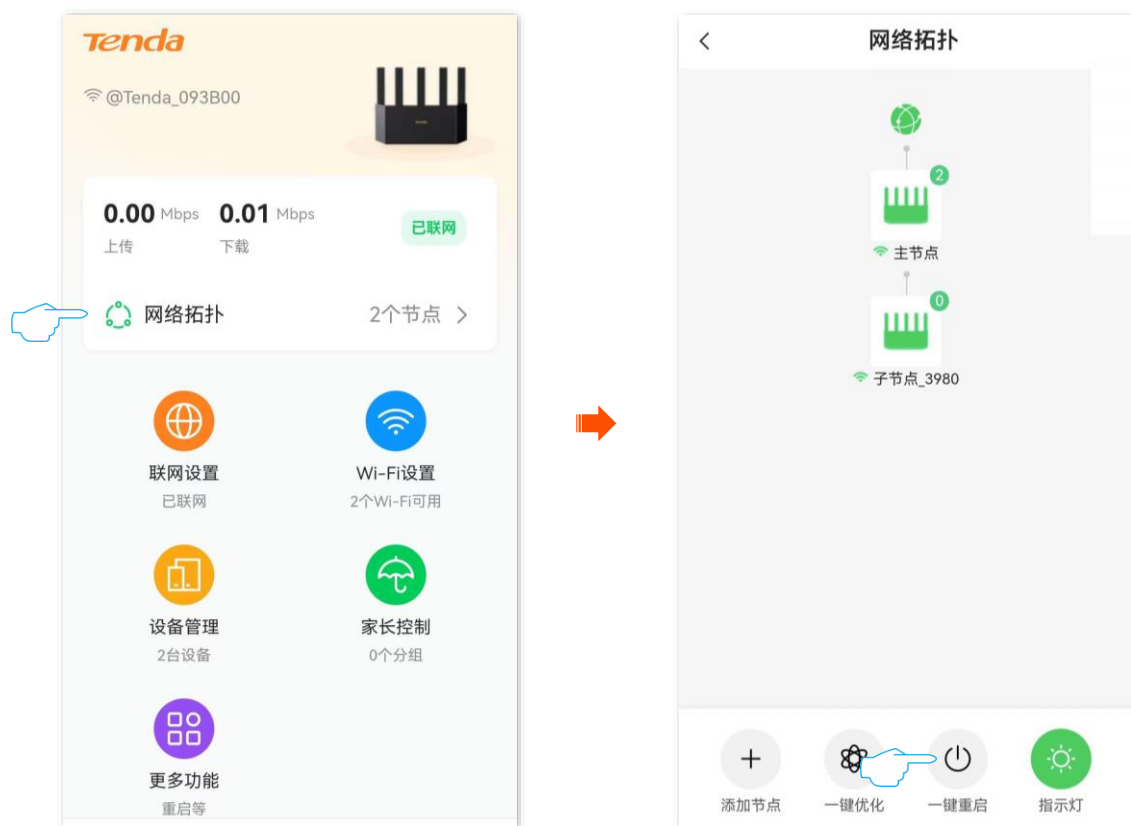 Tenda
@Tenda_093B00
0.00 Mbps 0.01 Mbps
上传 下载
已联网
网络拓扑 2个节点
联网设置 Wi-Fi设置
已联网 2个Wi-Fi可用
设备管理 家长控制
2台设备 0个分组
更多功能
重启等
网络拓扑
2
主节点
0
子节点_3980
添加节点 一键优化 一键重启 指示灯